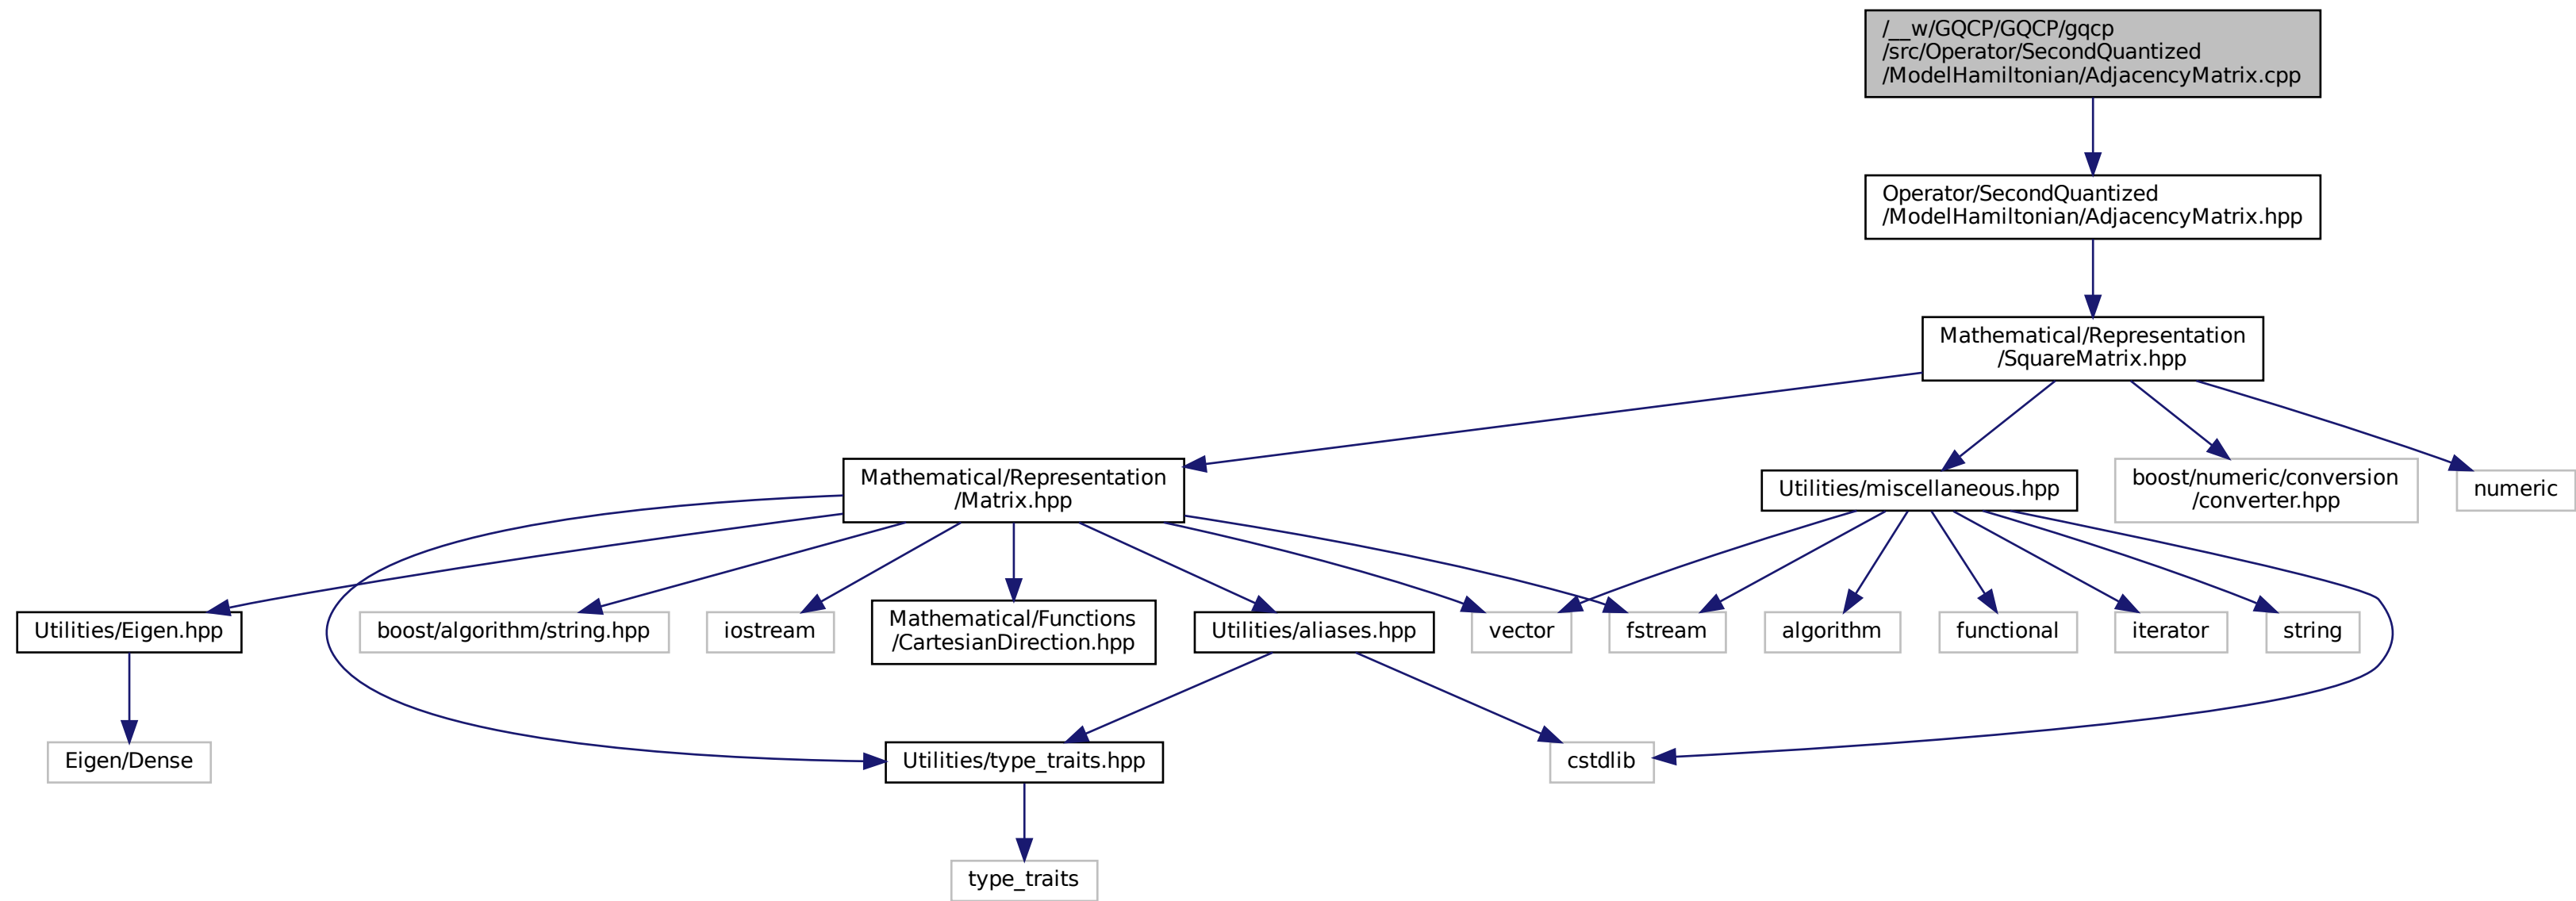 /__w/GQCP/GQCP/gqcp
/src/Operator/SecondQuantized
/ModelHamiltonian/AdjacencyMatrix.cpp
Operator/SecondQuantized
/ModelHamiltonian/AdjacencyMatrix.hpp
Mathematical/Representation
/SquareMatrix.hpp
Mathematical/Representation
/Matrix.hpp
Utilities/miscellaneous.hpp
boost/numeric/conversion
/converter.hpp
numeric
Utilities/Eigen.hpp
boost/algorithm/string.hpp
iostream
Mathematical/Functions
/CartesianDirection.hpp
Utilities/aliases.hpp
vector
fstream
algorithm
functional
iterator
string
Eigen/Dense
Utilities/type_traits.hpp
cstdlib
type_traits